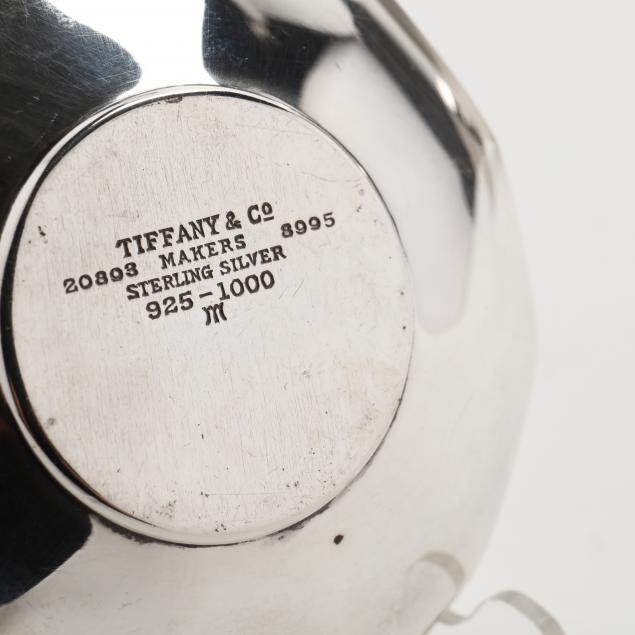 TIFFANY & Co
20893 MAKERS 8995
STERLING SILVER
925-1000
M